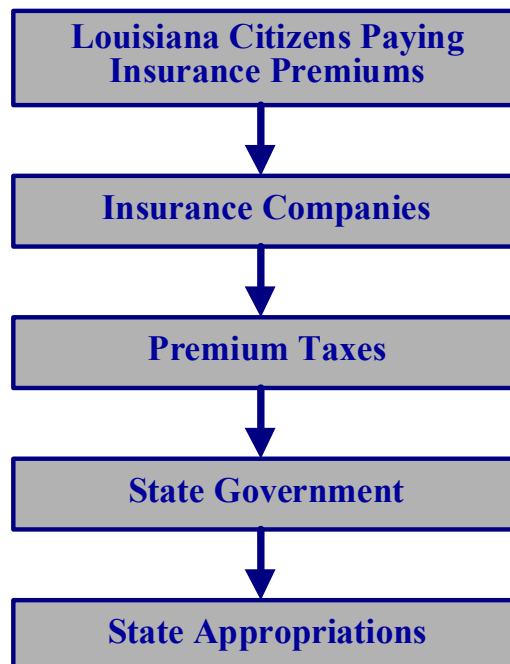 Louisiana Citizens Paying
Insurance Premiums
Insurance Companies
Premium Taxes
State Government
State Appropriations